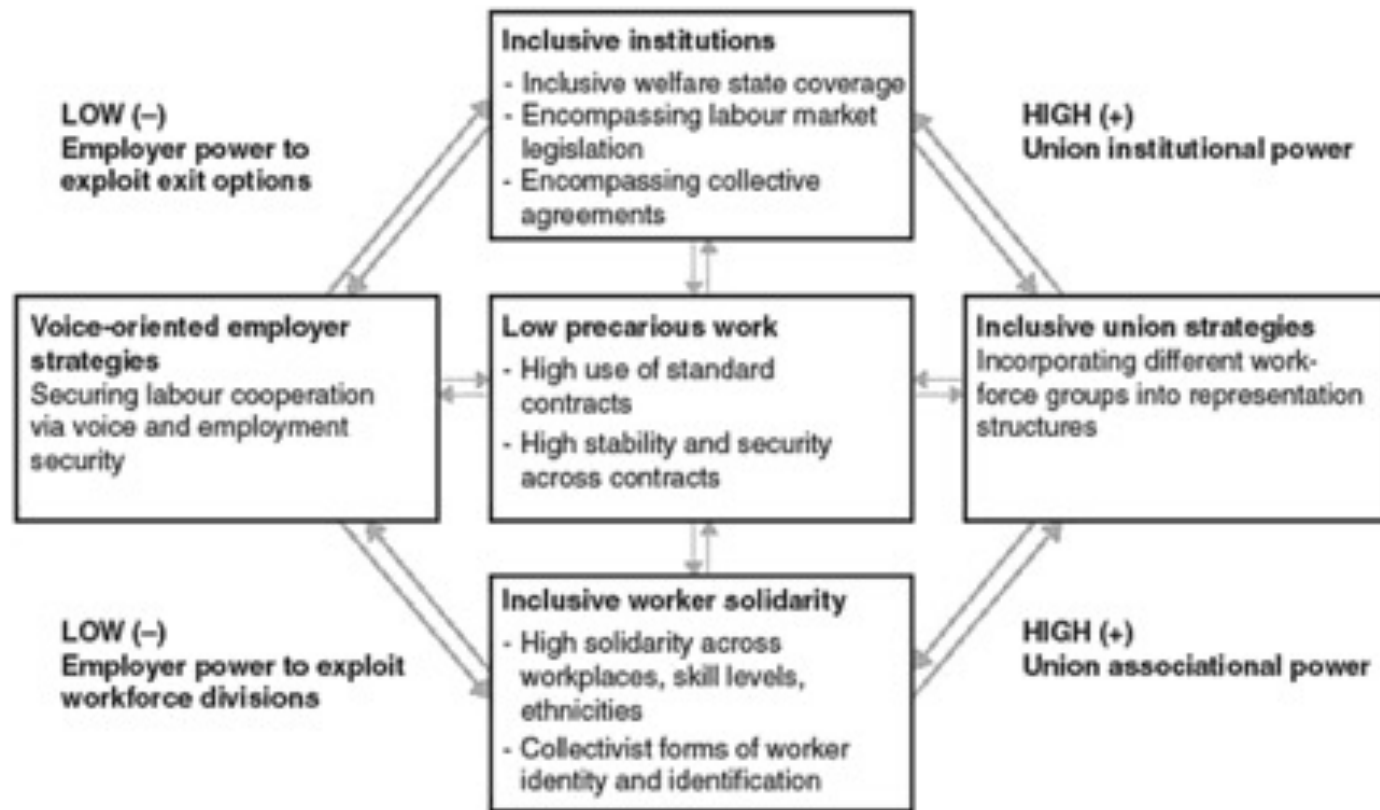 Inclusive institutions
- Inclusive welfare state coverage
- Encompassing labour market
legislation
- Encompassing collective
agreements
LOW (–)
Employer power to
exploit exit options
HIGH (+)
Union institutional power
Voice-oriented employer
strategies
Securing labour cooperation
via voice and employment
security
Low precarious work
- High use of standard
contracts
- High stability and security
across contracts
Inclusive union strategies
Incorporating different work-
force groups into representation
structures
LOW (–)
Employer power to exploit
workforce divisions
Inclusive worker solidarity
- High solidarity across
workplaces, skill levels,
ethnicities
- Collectivist forms of worker
identity and identification
HIGH (+)
Union associational power